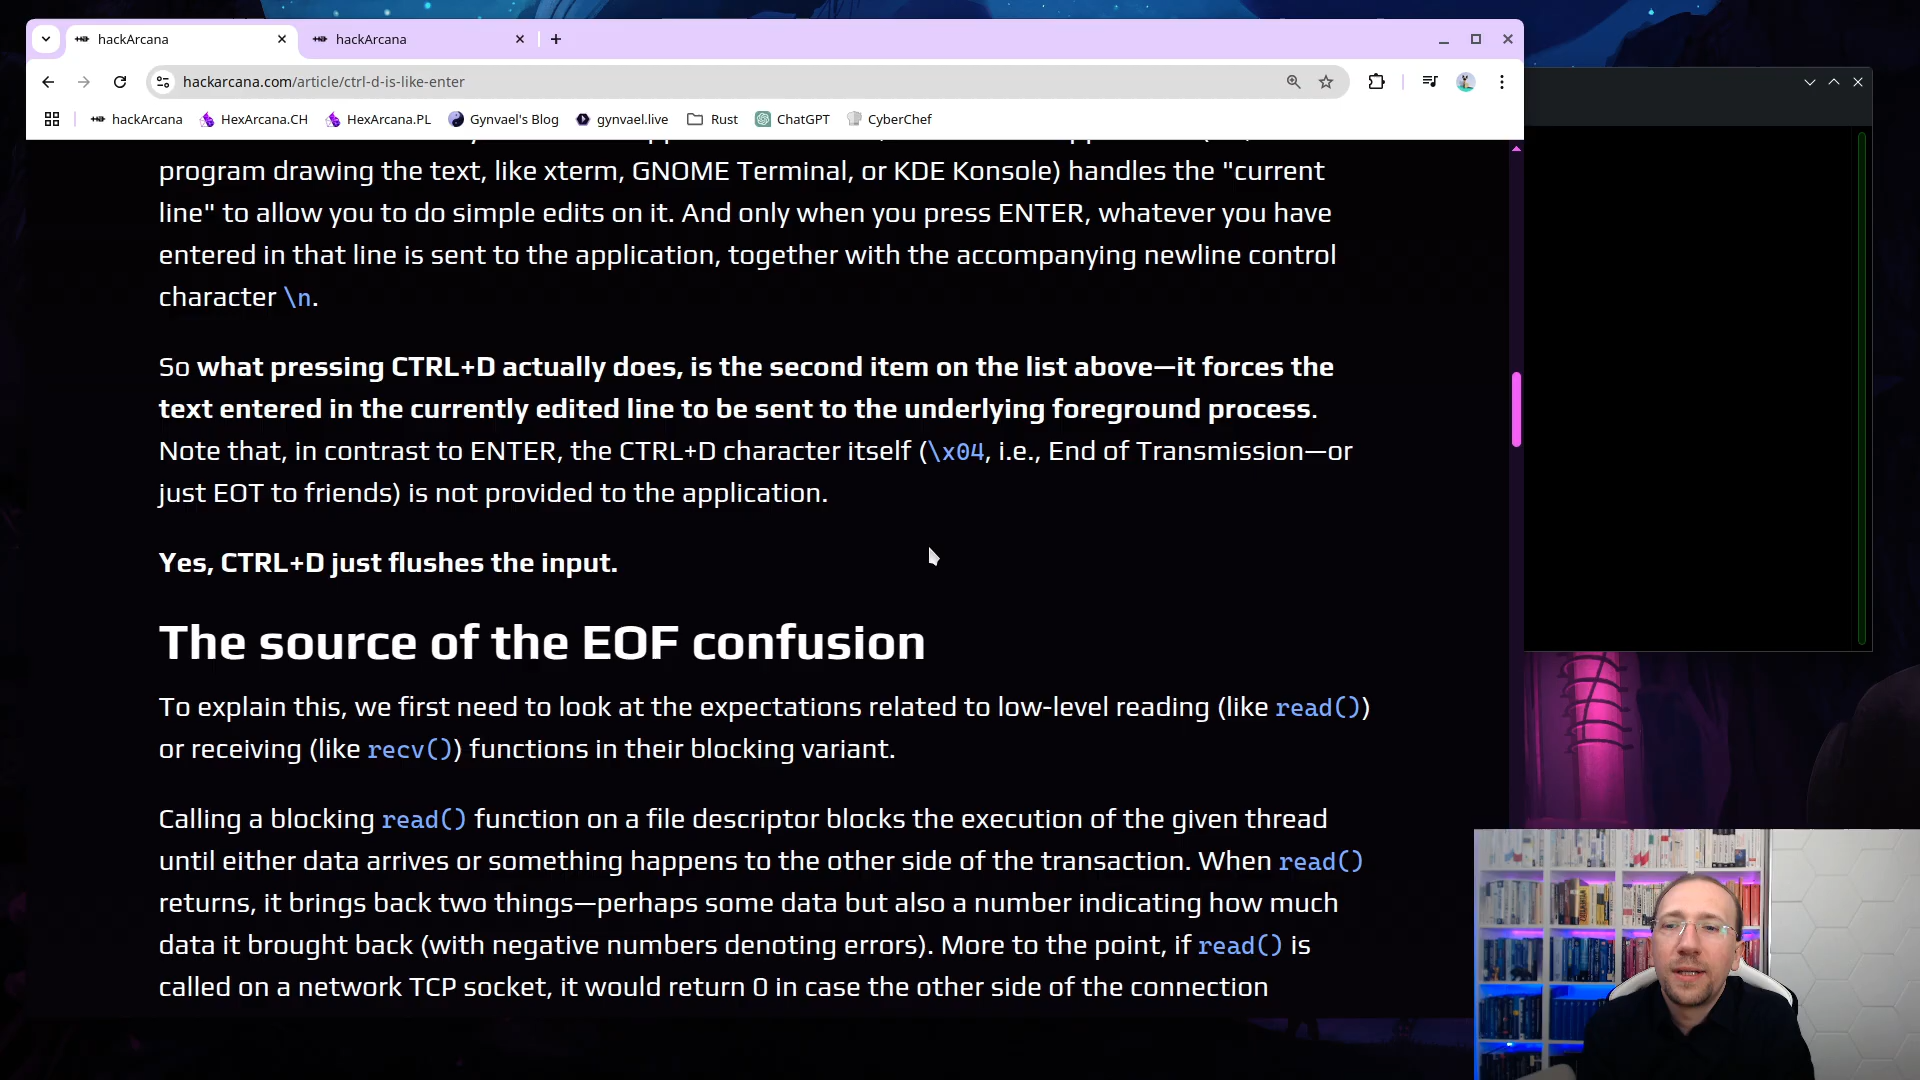 hackArcana
hackArcana
hackarcana.com/article/ctrl-d-is-like-enter
hackArcana
HexArcana.CH
HexArcana.PL
Gynvael's Blog
gynvael.live
Rust
ChatGPT
CyberChef
program drawing the text, like xterm, GNOME Terminal, or KDE Konsole) handles the "current
line" to allow you to do simple edits on it. And only when you press ENTER, whatever you have
entered in that line is sent to the application, together with the accompanying newline control
character \n.
So what pressing CTRL+D actually does, is the second item on the list above—it forces the
text entered in the currently edited line to be sent to the underlying foreground process.
Note that, in contrast to ENTER, the CTRL+D character itself (\x04, i.e., End of Transmission—or
just EOT to friends) is not provided to the application.
Yes, CTRL+D just flushes the input.
The source of the EOF confusion
To explain this, we first need to look at the expectations related to low-level reading (like read())
or receiving (like recv()) functions in their blocking variant.
Calling a blocking read() function on a file descriptor blocks the execution of the given thread
until either data arrives or something happens to the other side of the transaction. When read()
returns, it brings back two things—perhaps some data but also a number indicating how much
data it brought back (with negative numbers denoting errors). More to the point, if read() is
called on a network TCP socket, it would return 0 in case the other side of the connection